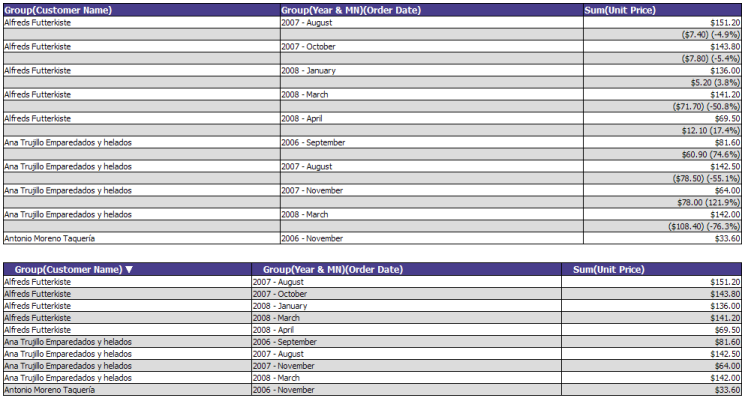 Group(Customer Name) Group(Year & MN)(Order Date) Sum(Unit Price)
Alfreds Futterkiste 2007 - August $151.20
($7.40) (-4.9%)
Alfreds Futterkiste 2007 - October $143.80
($7.80) (-5.4%)
Alfreds Futterkiste 2008 - January $136.00
$5.20 (3.8%)
Alfreds Futterkiste 2008 - March $141.20
($71.70) (-50.8%)
Alfreds Futterkiste 2008 - April $69.50
$12.10 (17.4%)
Ana Trujillo Emparedados y helados 2006 - September $81.60
$60.90 (74.6%)
Ana Trujillo Emparedados y helados 2007 - August $142.50
($78.50) (-55.1%)
Ana Trujillo Emparedados y helados 2007 - November $64.00
$78.00 (121.9%)
Ana Trujillo Emparedados y helados 2008 - March $142.00
($108.40) (-76.3%)
Antonio Moreno Taquería 2006 - November $33.60
Group(Customer Name) ▼ Group(Year & MN)(Order Date) Sum(Unit Price)
Alfreds Futterkiste 2007 - August $151.20
Alfreds Futterkiste 2007 - October $143.80
Alfreds Futterkiste 2008 - January $136.00
Alfreds Futterkiste 2008 - March $141.20
Alfreds Futterkiste 2008 - April $69.50
Ana Trujillo Emparedados y helados 2006 - September $81.60
Ana Trujillo Emparedados y helados 2007 - August $142.50
Ana Trujillo Emparedados y helados 2007 - November $64.00
Ana Trujillo Emparedados y helados 2008 - March $142.00
Antonio Moreno Taquería 2006 - November $33.60